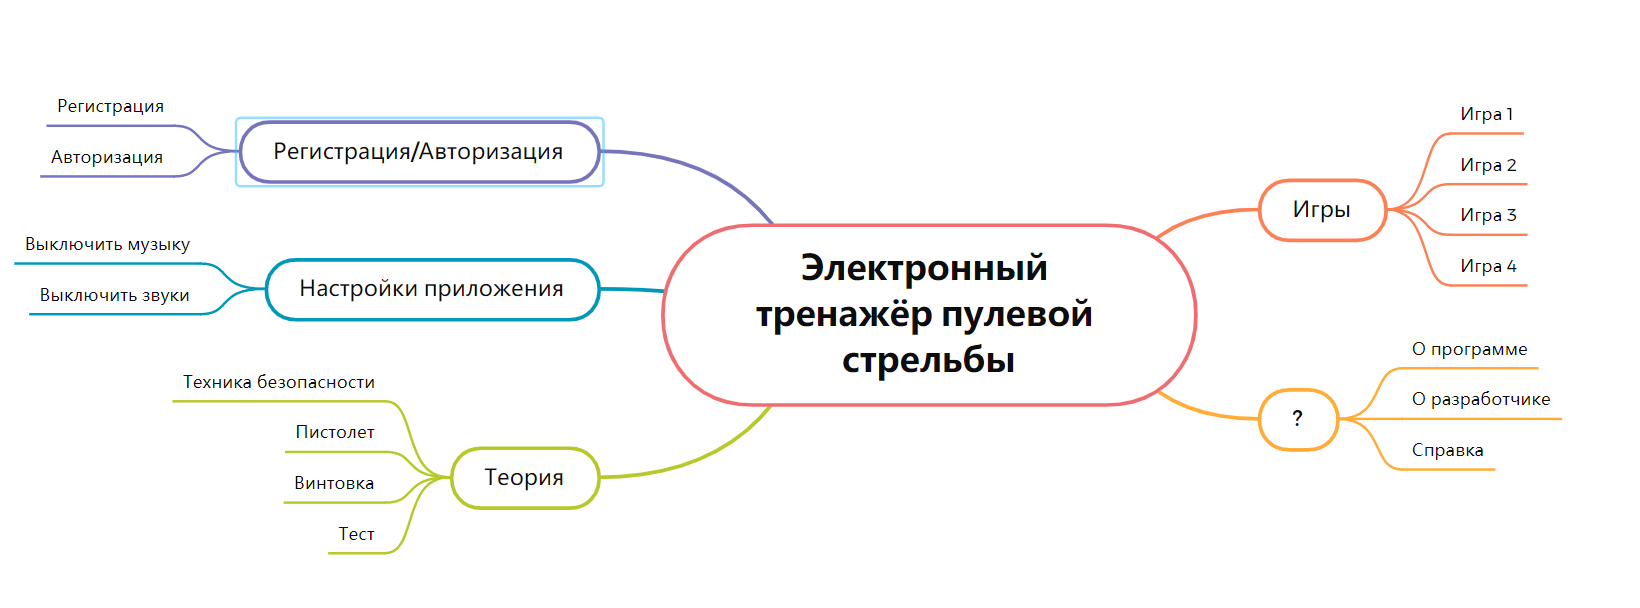 Электронный
тренажёр пулевой
стрельбы
Регистрация/Авторизация
Регистрация
Авторизация
Настройки приложения
Выключить музыку
Выключить звуки
Теория
Техника безопасности
Пистолет
Винтовка
Тест
Игры
Игра 1
Игра 2
Игра 3
Игра 4
?
О программе
О разработчике
Справка